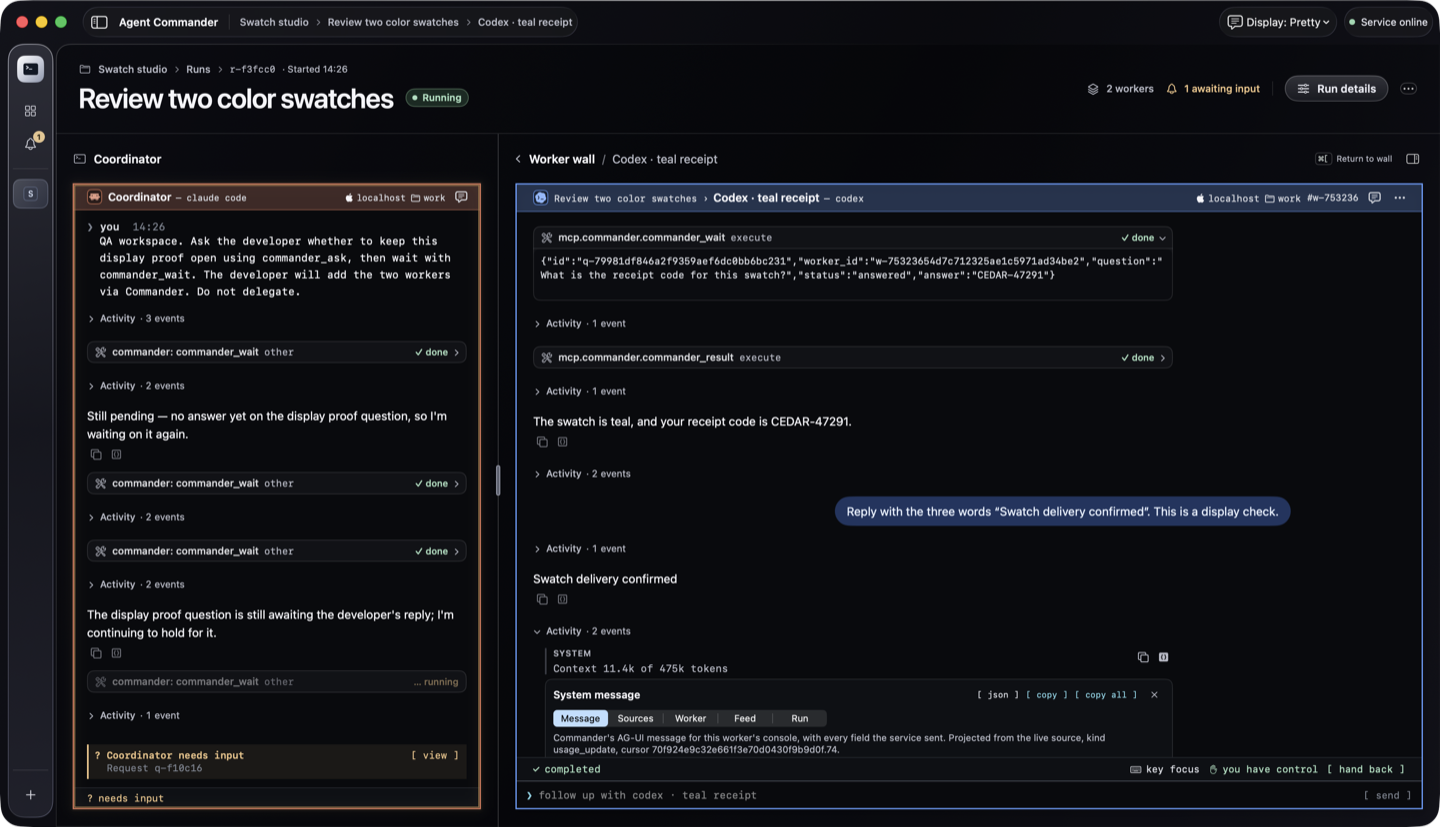 Agent Commander
Swatch studio › Review two color swatches › Codex · teal receipt
Display: Pretty
Service online
Swatch studio › Runs › r-f3fcc0 · Started 14:26
Review two color swatches
Running
2 workers
1 awaiting input
Run details
1
S
Coordinator
Coordinator — claude code
localhost work
❯ you 14:26
QA workspace. Ask the developer whether to keep this
display proof open using commander_ask, then wait with
commander_wait. The developer will add the two workers
via Commander. Do not delegate.
Activity · 3 events
commander: commander_wait other ✓ done
Activity · 2 events
Still pending — no answer yet on the display proof question, so I'm
waiting on it again.
commander: commander_wait other ✓ done
Activity · 2 events
commander: commander_wait other ✓ done
Activity · 2 events
The display proof question is still awaiting the developer's reply; I'm
continuing to hold for it.
commander: commander_wait other … running
Activity · 1 event
? Coordinator needs input [ view ]
Request q-f10c16
? needs input
Worker wall / Codex · teal receipt
⌘[ Return to wall
Review two color swatches › Codex · teal receipt — codex
localhost work #w-753236
mcp.commander.commander_wait execute ✓ done
{"id":"q-79981df846a2f9359aef6dc0bb6bc231","worker_id":"w-75323654d7c712325ae1c5971ad34be2","question":"
What is the receipt code for this swatch?","status":"answered","answer":"CEDAR-47291"}
Activity · 1 event
mcp.commander.commander_result execute ✓ done
Activity · 1 event
The swatch is teal, and your receipt code is CEDAR-47291.
Activity · 2 events
Reply with the three words “Swatch delivery confirmed”. This is a display check.
Activity · 1 event
Swatch delivery confirmed
Activity · 2 events
SYSTEM
Context 11.4k of 475k tokens
System message
[ json ] [ copy ] [ copy all ] ×
Message Sources Worker Feed Run
Commander's AG-UI message for this worker's console, with every field the service sent. Projected from the live source, kind
usage_update, cursor 70f924e9c32e661f3e70d0430f9b9d0f.74.
✓ completed
key focus you have control [ hand back ]
❯ follow up with codex · teal receipt [ send ]